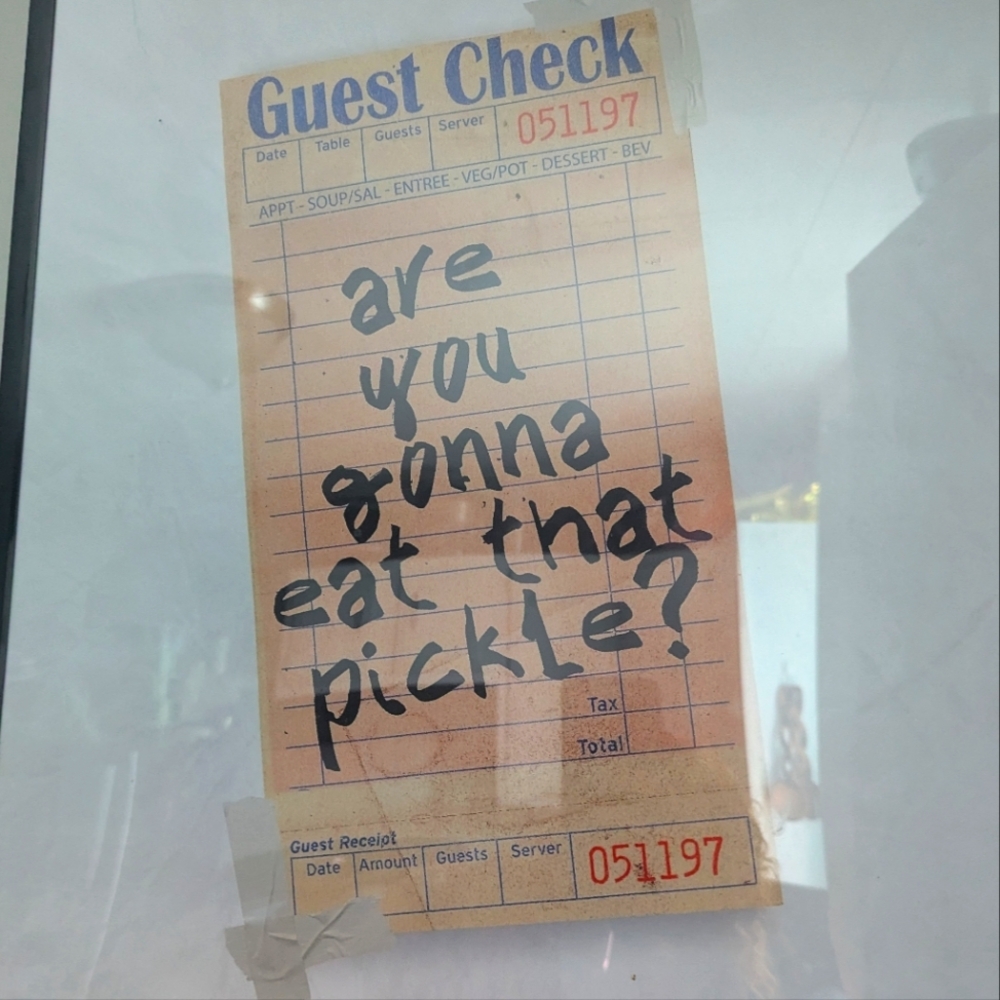 Guest Check
Date Table Guests Server 051197
APPT - SOUP/SAL - ENTREE - VEG/POT - DESSERT - BEV
are
you
gonna
eat that
pickle?
Tax
Total
Guest Receipt
Date Amount Guests Server 051197